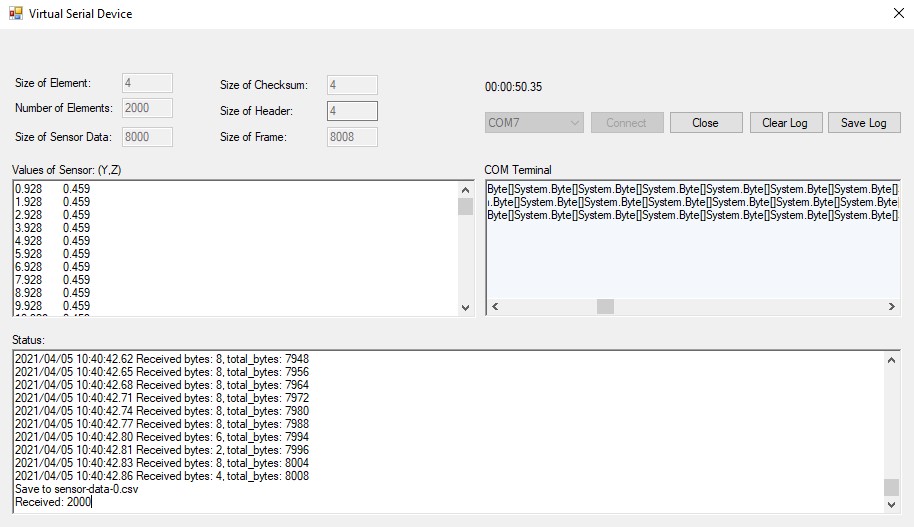 Virtual Serial Device
Size of Element: 4
Size of Checksum: 4
00:00:50.35
Number of Elements: 2000
Size of Header: 4
COM7 Connect Close Clear Log Save Log
Size of Sensor Data: 8000
Size of Frame: 8008
Values of Sensor: (Y,Z)
0.928 0.459
1.928 0.459
2.928 0.459
3.928 0.459
4.928 0.459
5.928 0.459
6.928 0.459
7.928 0.459
8.928 0.459
9.928 0.459
COM Terminal
Byte[]System.Byte[]System.Byte[]System.Byte[]System.Byte[]System.Byte[]System.Byte[]
.Byte[]System.Byte[]System.Byte[]System.Byte[]System.Byte[]System.Byte[]System.Byte[
Byte[]System.Byte[]System.Byte[]System.Byte[]System.Byte[]System.Byte[]System.Byte[]
Status:
2021/04/05 10:40:42.62 Received bytes: 8, total_bytes: 7948
2021/04/05 10:40:42.65 Received bytes: 8, total_bytes: 7956
2021/04/05 10:40:42.68 Received bytes: 8, total_bytes: 7964
2021/04/05 10:40:42.71 Received bytes: 8, total_bytes: 7972
2021/04/05 10:40:42.74 Received bytes: 8, total_bytes: 7980
2021/04/05 10:40:42.77 Received bytes: 8, total_bytes: 7988
2021/04/05 10:40:42.80 Received bytes: 6, total_bytes: 7994
2021/04/05 10:40:42.81 Received bytes: 2, total_bytes: 7996
2021/04/05 10:40:42.83 Received bytes: 8, total_bytes: 8004
2021/04/05 10:40:42.86 Received bytes: 4, total_bytes: 8008
Save to sensor-data-0.csv
Received: 2000